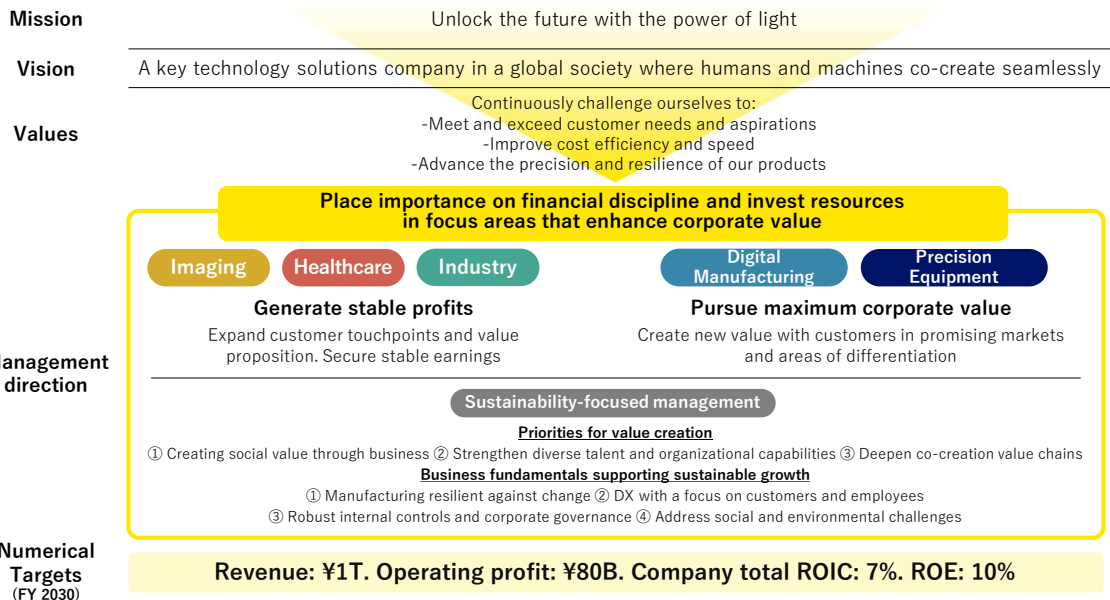 Mission
Unlock the future with the power of light
Vision
A key technology solutions company in a global society where humans and machines co-create seamlessly
Values
Continuously challenge ourselves to:
-Meet and exceed customer needs and aspirations
-Improve cost efficiency and speed
-Advance the precision and resilience of our products
Place importance on financial discipline and invest resources
in focus areas that enhance corporate value
Imaging
Healthcare
Industry
Digital
Manufacturing
Precision
Equipment
Generate stable profits
Expand customer touchpoints and value
proposition. Secure stable earnings
Pursue maximum corporate value
Create new value with customers in promising markets
and areas of differentiation
Management
direction
Sustainability-focused management
Priorities for value creation
① Creating social value through business ② Strengthen diverse talent and organizational capabilities ③ Deepen co-creation value chains
Business fundamentals supporting sustainable growth
① Manufacturing resilient against change ② DX with a focus on customers and employees
③ Robust internal controls and corporate governance ④ Address social and environmental challenges
Numerical
Targets
(FY 2030)
Revenue: ¥1T. Operating profit: ¥80B. Company total ROIC: 7%. ROE: 10%